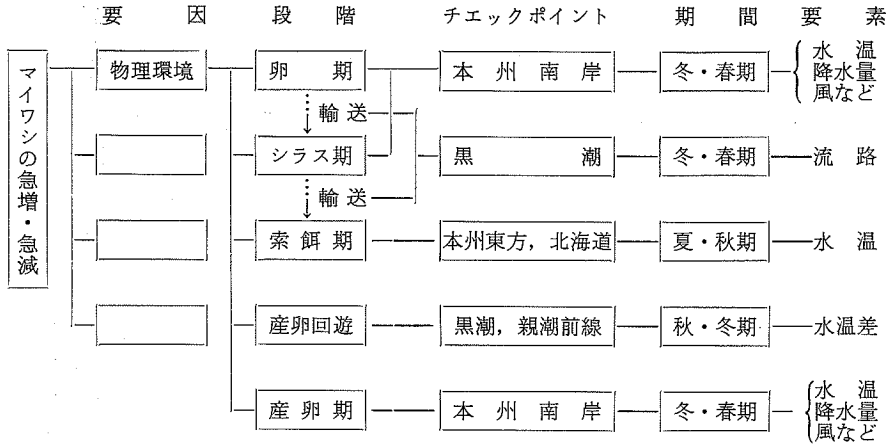 要因 段階 チェックポイント 期間 要素
マイワシの急増・急減
物理環境 卵期 本州南岸 冬・春期 水温
降水量
風など
輸送
シラス期 黒潮 冬・春期 流路
輸送
索餌期 本州東方，北海道 夏・秋期 水温
産卵回遊 黒潮，親潮前線 秋・冬期 水温差
産卵期 本州南岸 冬・春期 水温
降水量
風など